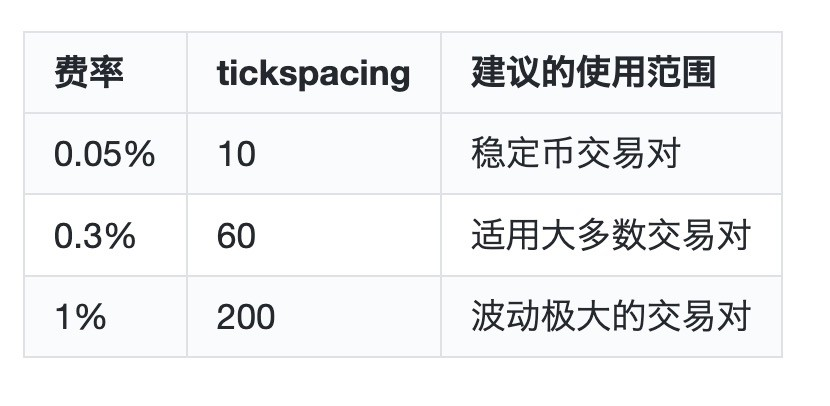 费率 tickspacing 建议的使用范围
0.05% 10 稳定币交易对
0.3% 60 适用大多数交易对
1% 200 波动极大的交易对